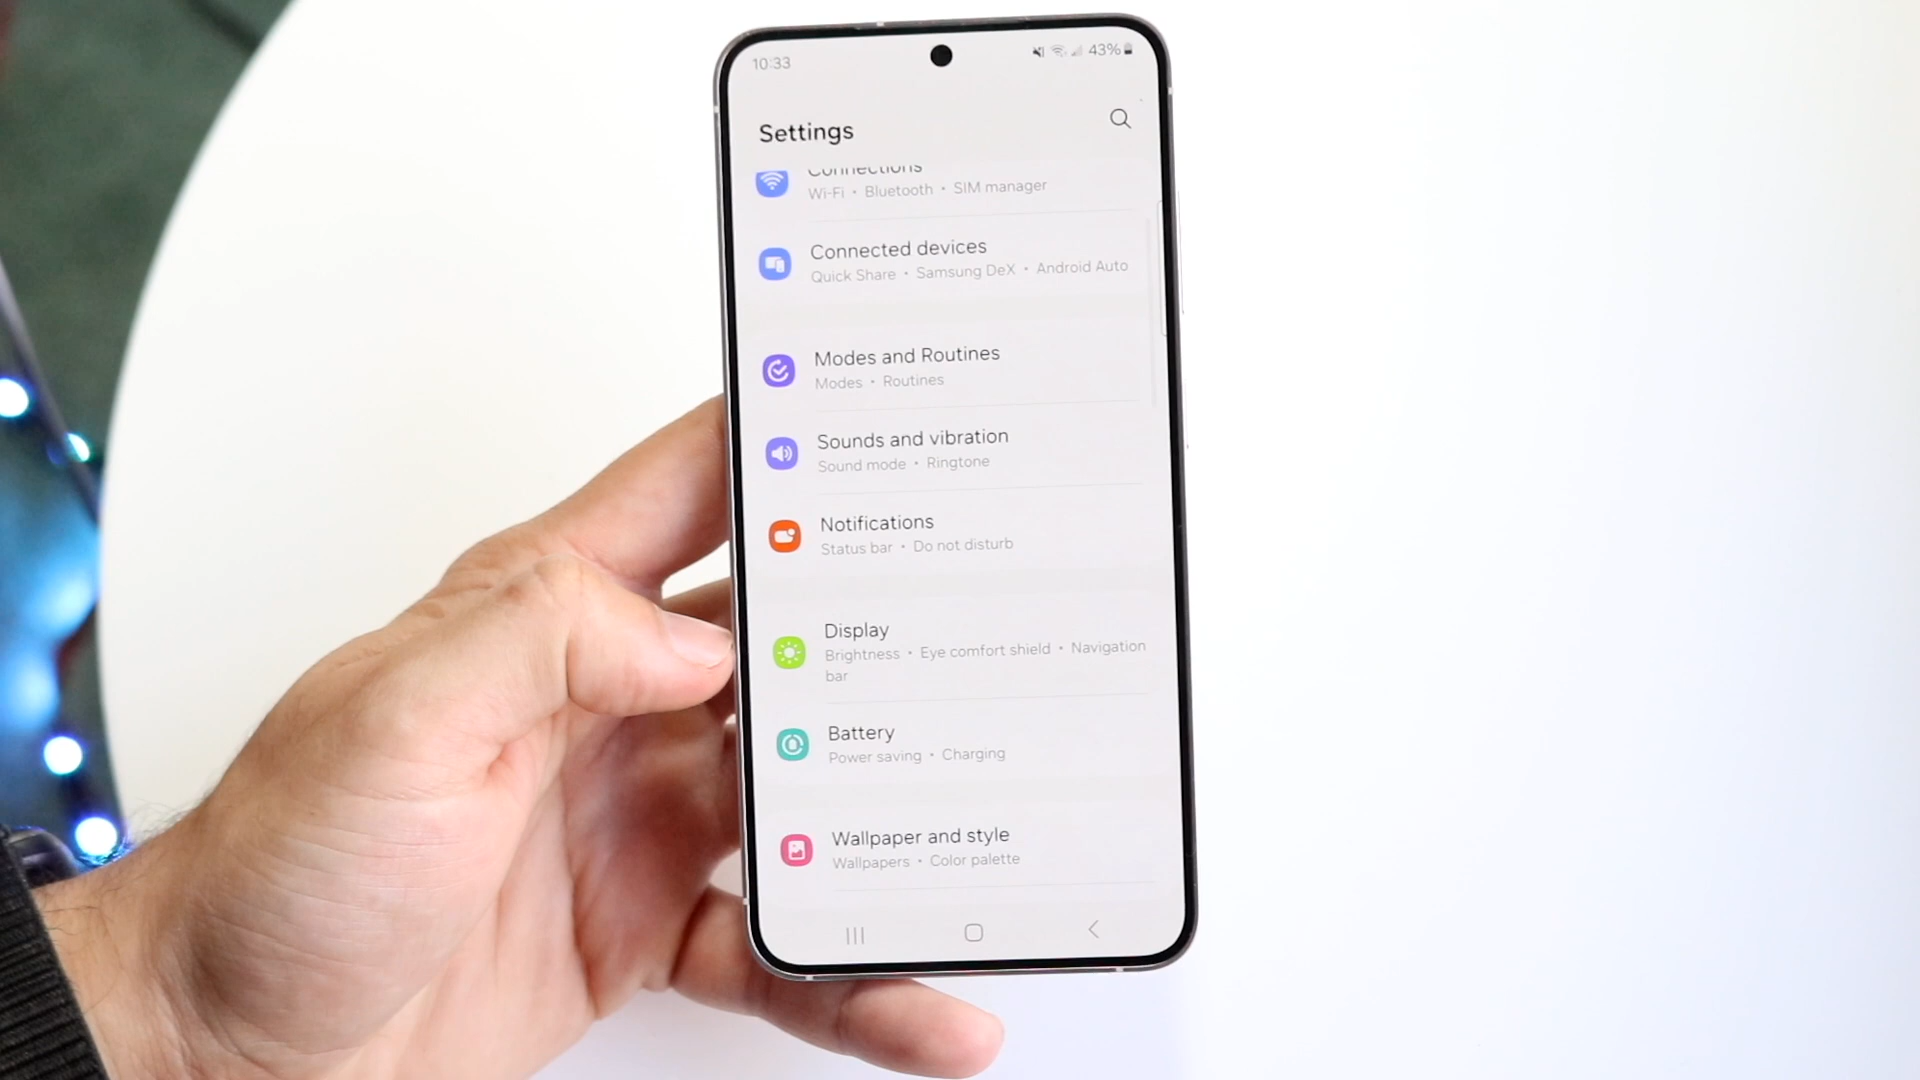 10:33
43%
Settings
Connections
Wi-Fi • Bluetooth • SIM manager
Connected devices
Quick Share • Samsung DeX • Android Auto
Modes and Routines
Modes • Routines
Sounds and vibration
Sound mode • Ringtone
Notifications
Status bar • Do not disturb
Display
Brightness • Eye comfort shield • Navigation
bar
Battery
Power saving • Charging
Wallpaper and style
Wallpapers • Color palette